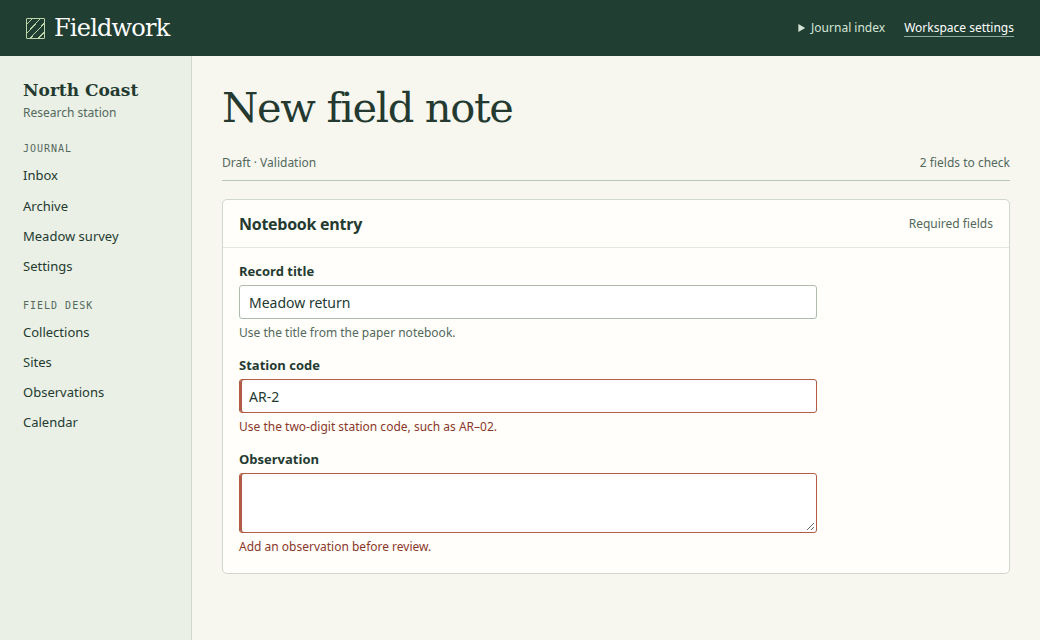 Fieldwork
Journal index
Workspace settings
North Coast
Research station
JOURNAL
Inbox
Archive
Meadow survey
Settings
FIELD DESK
Collections
Sites
Observations
Calendar
New field note
Draft · Validation
2 fields to check
Notebook entry
Required fields
Record title
Meadow return
Use the title from the paper notebook.
Station code
AR-2
Use the two-digit station code, such as AR–02.
Observation
Add an observation before review.